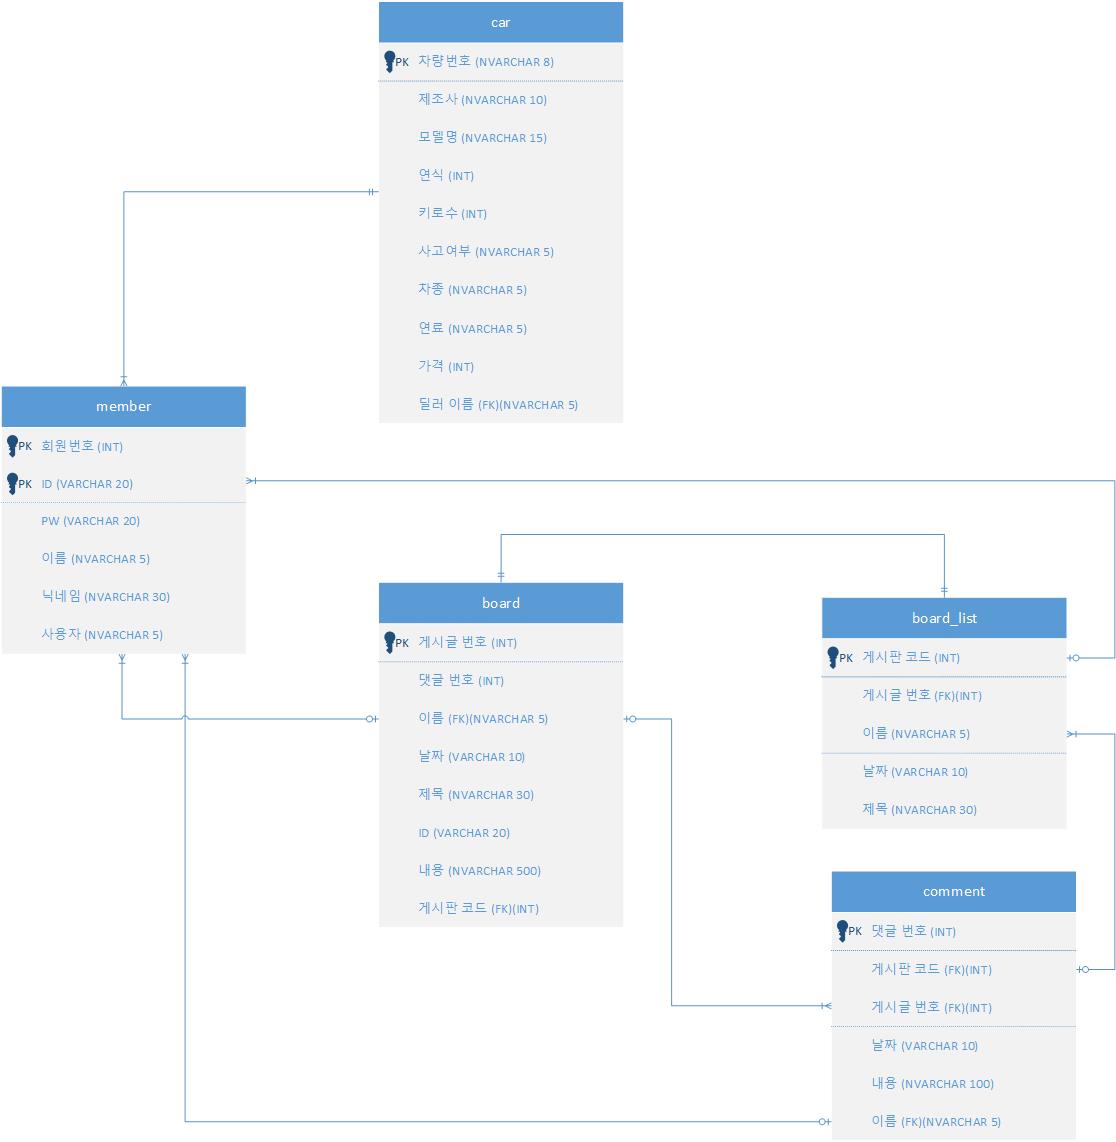 car
PK 차량번호 (NVARCHAR 8)
제조사 (NVARCHAR 10)
모델명 (NVARCHAR 15)
연식 (INT)
키로수 (INT)
사고여부 (NVARCHAR 5)
차종 (NVARCHAR 5)
연료 (NVARCHAR 5)
가격 (INT)
딜러 이름 (FK)(NVARCHAR 5)
member
PK 회원번호 (INT)
PK ID (VARCHAR 20)
PW (VARCHAR 20)
이름 (NVARCHAR 5)
닉네임 (NVARCHAR 30)
사용자 (NVARCHAR 5)
board
PK 게시글 번호 (INT)
댓글 번호 (INT)
이름 (FK)(NVARCHAR 5)
날짜 (VARCHAR 10)
제목 (NVARCHAR 30)
ID (VARCHAR 20)
내용 (NVARCHAR 500)
게시판 코드 (FK)(INT)
board_list
PK 게시판 코드 (INT)
게시글 번호 (FK)(INT)
이름 (NVARCHAR 5)
날짜 (VARCHAR 10)
제목 (NVARCHAR 30)
comment
PK 댓글 번호 (INT)
게시판 코드 (FK)(INT)
게시글 번호 (FK)(INT)
날짜 (VARCHAR 10)
내용 (NVARCHAR 100)
이름 (FK)(NVARCHAR 5)